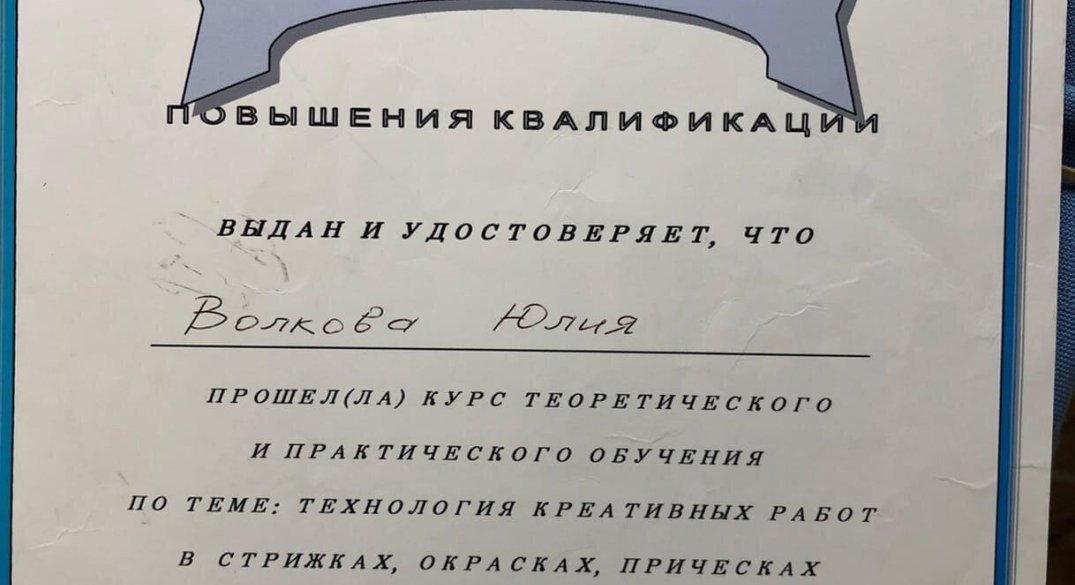 ПОВЫШЕНИЯ КВАЛИФИКАЦИИ
ВЫДАН И УДОСТОВЕРЯЕТ, ЧТО
Волкова Юлия
ПРОШЕЛ(ЛА) КУРС ТЕОРЕТИЧЕСКОГО
И ПРАКТИЧЕСКОГО ОБУЧЕНИЯ
ПО ТЕМЕ: ТЕХНОЛОГИЯ КРЕАТИВНЫХ РАБОТ
В СТРИЖКАХ, ОКРАСКАХ, ПРИЧЕСКАХ